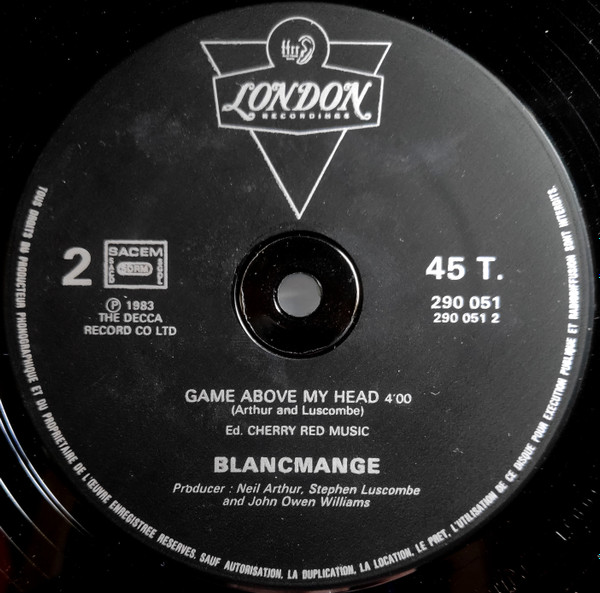 ffrr
LONDON
RECORDINGS
2
SACEM
SACD
SDRM
SGDL
45 T.
Ⓟ 1983
THE DECCA
RECORD CO LTD
290 051
290 051 2
GAME ABOVE MY HEAD 4'00
(Arthur and Luscombe)
Ed. CHERRY RED MUSIC
BLANCMANGE
Producer : Neil Arthur, Stephen Luscombe
and John Owen Williams
TOUS DROITS DU PRODUCTEUR PHONOGRAPHIQUE ET DU PROPRIETAIRE DE L'ŒUVRE ENREGISTREE RESERVES. SAUF AUTORISATION, LA DUPLICATION, LA LOCATION, LE PRET, L'UTILISATION DE CE DISQUE POUR EXECUTION PUBLIQUE ET RADIODIFFUSION SONT INTERDITS.